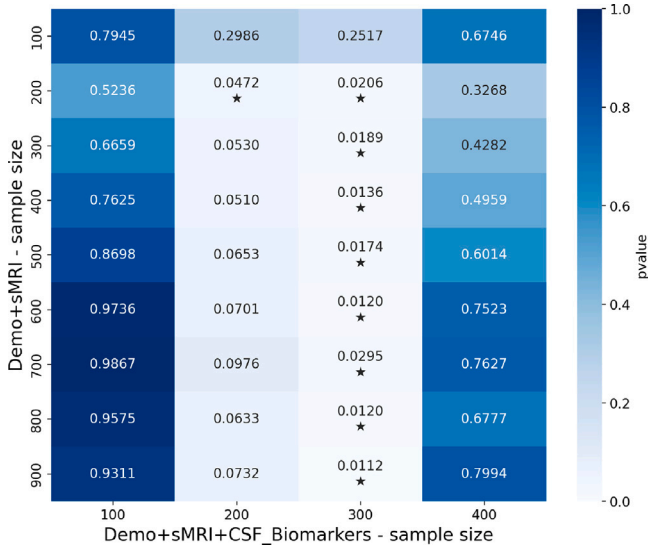 100 0.7945 0.2986 0.2517 0.6746
200 0.5236 0.0472 0.0206 0.3268
★ ★
300 0.6659 0.0530 0.0189 0.4282
★
400 0.7625 0.0510 0.0136 0.4959
★
500 0.8698 0.0653 0.0174 0.6014
★
600 0.9736 0.0701 0.0120 0.7523
★
700 0.9867 0.0976 0.0295 0.7627
★
800 0.9575 0.0633 0.0120 0.6777
★
900 0.9311 0.0732 0.0112 0.7994
★
100 200 300 400
Demo+sMRI+CSF_Biomarkers - sample size
Demo+sMRI - sample size
1.0
0.8
0.6
0.4
0.2
0.0
pvalue